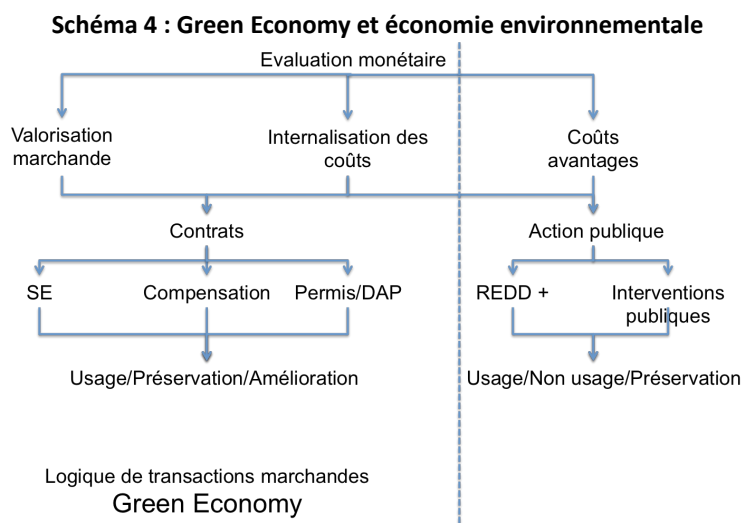 Schéma 4 : Green Economy et économie environnementale
Evaluation monétaire
Valorisation
marchande
Internalisation des
coûts
Coûts
avantages
Contrats
Action publique
SE
Compensation
Permis/DAP
REDD +
Interventions
publiques
Usage/Préservation/Amélioration
Usage/Non usage/Préservation
Logique de transactions marchandes
Green Economy